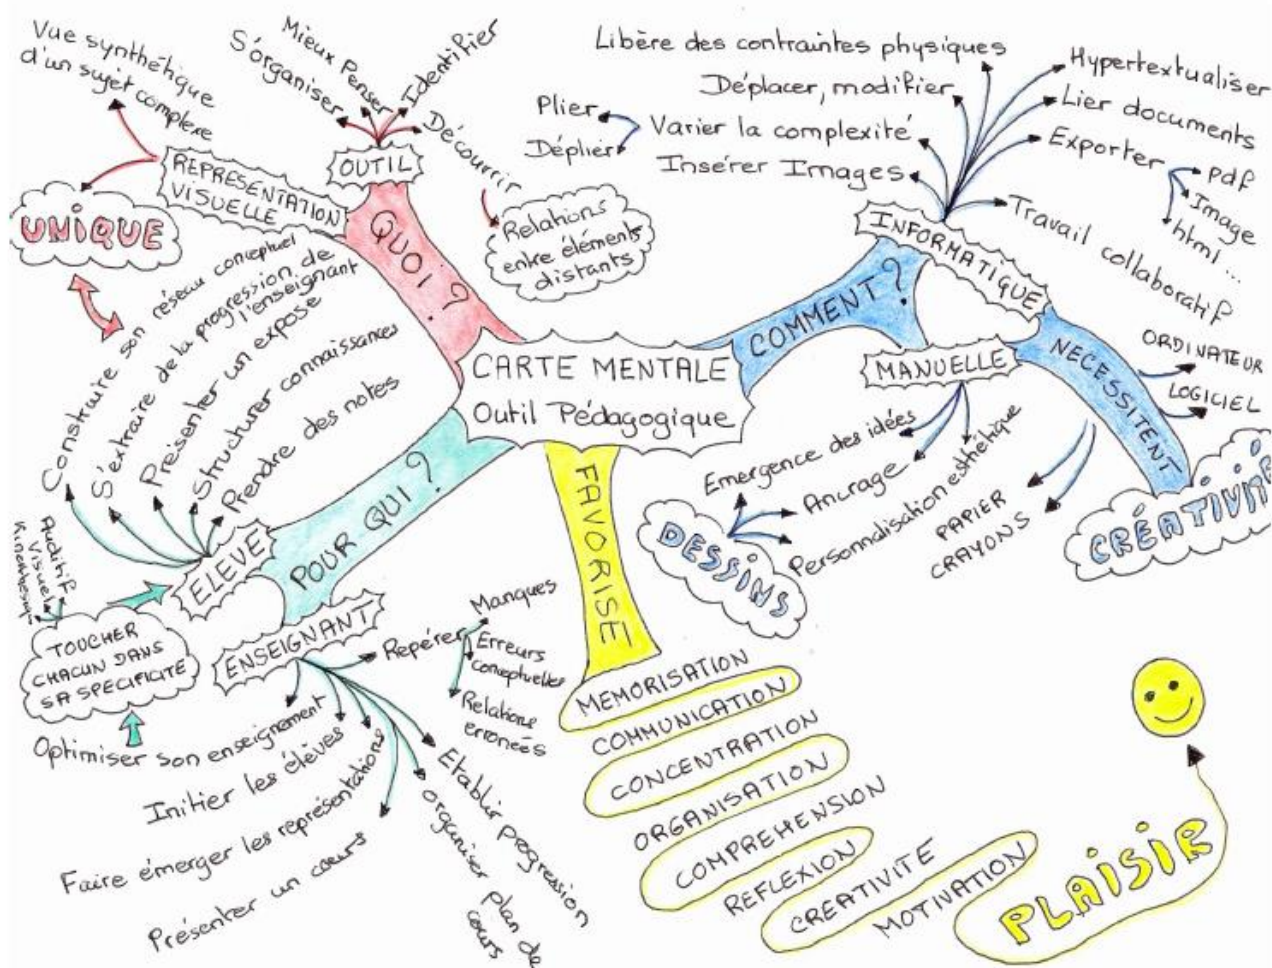 CARTE MENTALE
Outil Pédagogique
QUOI ?
OUTIL
S'organiser
Mieux Penser
Identifier
Découvrir
Relations
entre éléments
distants
REPRESENTATION
VISUELLE
Vue synthétique
d'un sujet complexe
UNIQUE
COMMENT ?
INFORMATIQUE
Libère des contraintes physiques
Déplacer, modifier
Varier la complexité
Plier
Déplier
Insérer Images
Hypertextualiser
Lier documents
Exporter
pdf
Image
html ...
Travail collaboratif
MANUELLE
Emergence des idées
Ancrage
Personnalisation esthétique
DESSINS
NECESSITENT
ORDINATEUR
LOGICIEL
PAPIER
CRAYONS
CRÉATIVITÉ
POUR QUI ?
ELEVE
Construire son réseau conceptuel
S'extraire de la progression de
l'enseignant
Présenter un exposé
Structurer connaissances
Prendre des notes
Auditif
Visuel
TOUCHER
CHACUN DANS
SA SPECIFICITÉ
ENSEIGNANT
Repérer
Manques
Erreurs
conceptuelles
Relations
erronées
Optimiser son enseignement
Initier les élèves
Faire émerger les représentations
Présenter un cours
organiser plan de
cours
Etablir progression
FAVORISE
MEMORISATION
COMMUNICATION
CONCENTRATION
ORGANISATION
COMPREHENSION
REFLEXION
CREATIVITE
MOTIVATION
PLAISIR